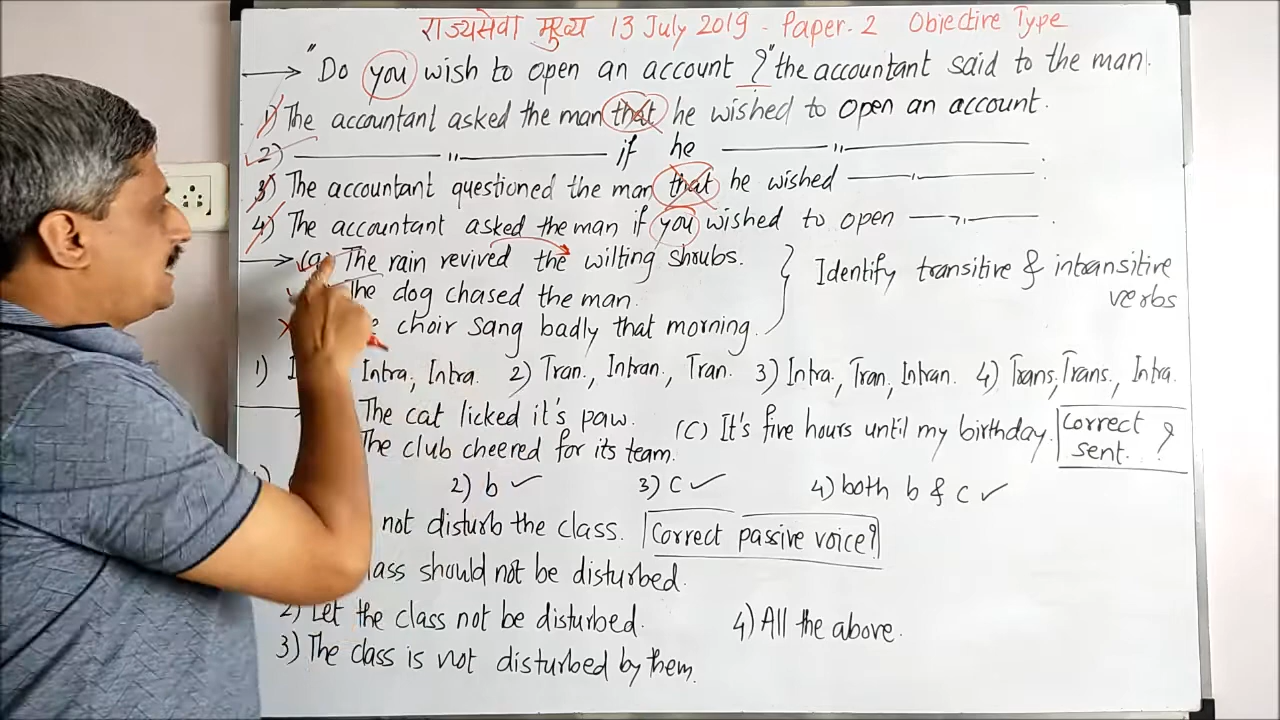 राज्यसेवा मुख्य 13 July 2019 - Paper. 2 Objective Type
"Do you wish to open an account ?" the accountant said to the man.
1) The accountant asked the man that he wished to open an account.
2) ——— " ——— if he ——— " ———
3) The accountant questioned the man that he wished ——— " ———.
4) The accountant asked the man if you wished to open ——— " ———.
(a) The rain revived the wilting shrubs.
The dog chased the man.
choir sang badly that morning.
Identify transitive & intransitive verbs
1) Intra, Intra. 2) Tran., Intran., Tran. 3) Intra., Tran, Intran. 4) Trans, Trans., Intra.
The cat licked it's paw.
The club cheered for its team.
(C) It's five hours until my birthday.
Correct sent. ?
2) b ✓ 3) C ✓ 4) both b & c ✓
not disturb the class. Correct passive voice?
should not be disturbed.
2) Let the class not be disturbed. 4) All the above.
3) The class is not disturbed by them.